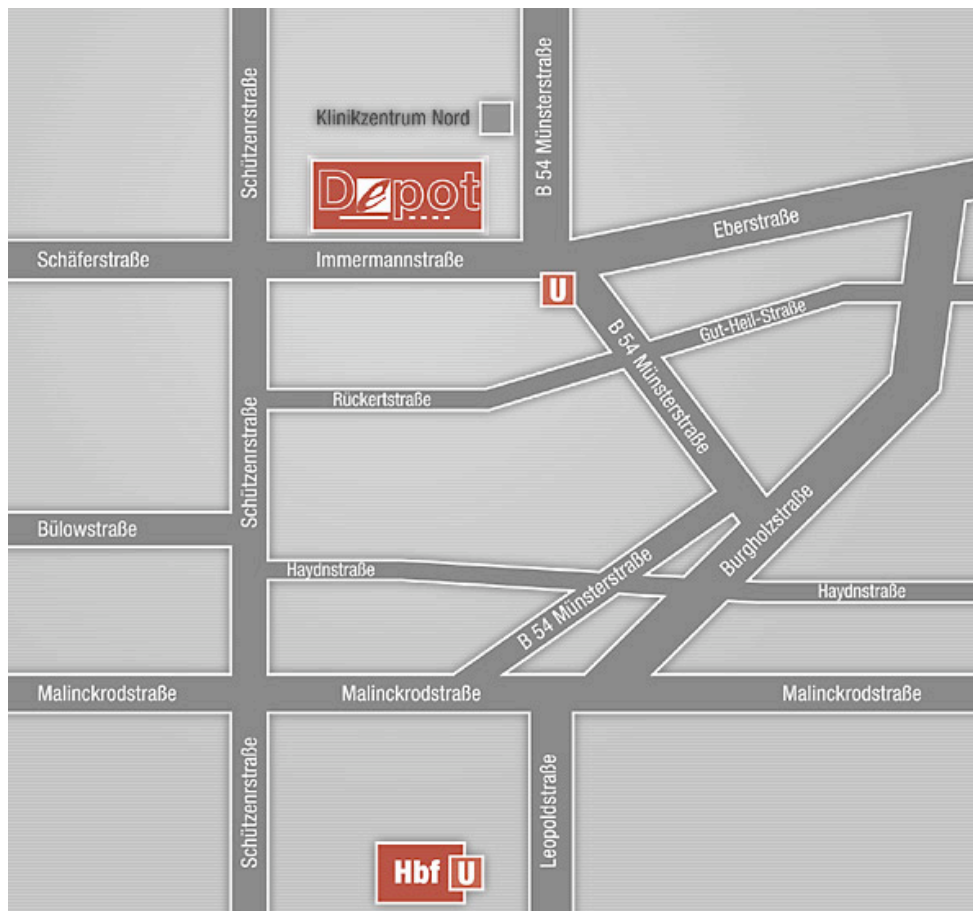 Schützenrstraße
B 54 Münsterstraße
Klinikzentrum Nord
Depot
Eberstraße
Schäferstraße
Immermannstraße
U
Gut-Heil-Straße
B 54 Münsterstraße
Rückertstraße
Schützenrstraße
Bülowstraße
Burgholzstraße
Haydnstraße
B 54 Münsterstraße
Haydnstraße
Malinckrodstraße
Malinckrodstraße
Malinckrodstraße
Schützenrstraße
Leopoldstraße
Hbf U